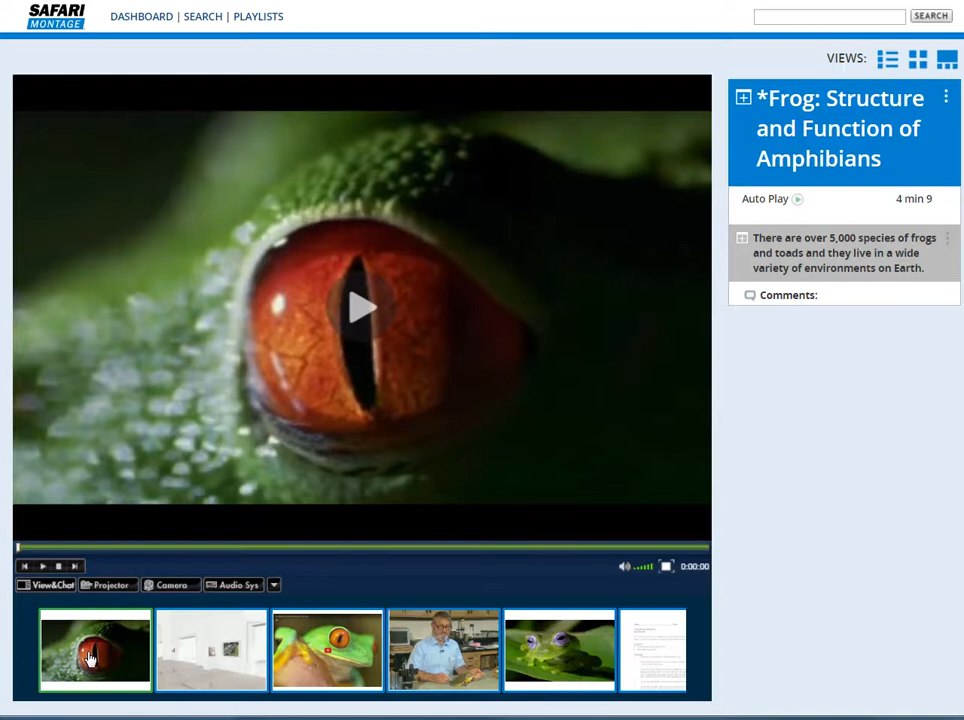 SAFARI
MONTAGE
DASHBOARD | SEARCH | PLAYLISTS
SEARCH
VIEWS:
*Frog: Structure
and Function of
Amphibians
Auto Play
4 min 9
There are over 5,000 species of frogs
and toads and they live in a wide
variety of environments on Earth.
Comments:
0:00:00
View&Chat
Projector
Camera
Audio Sys